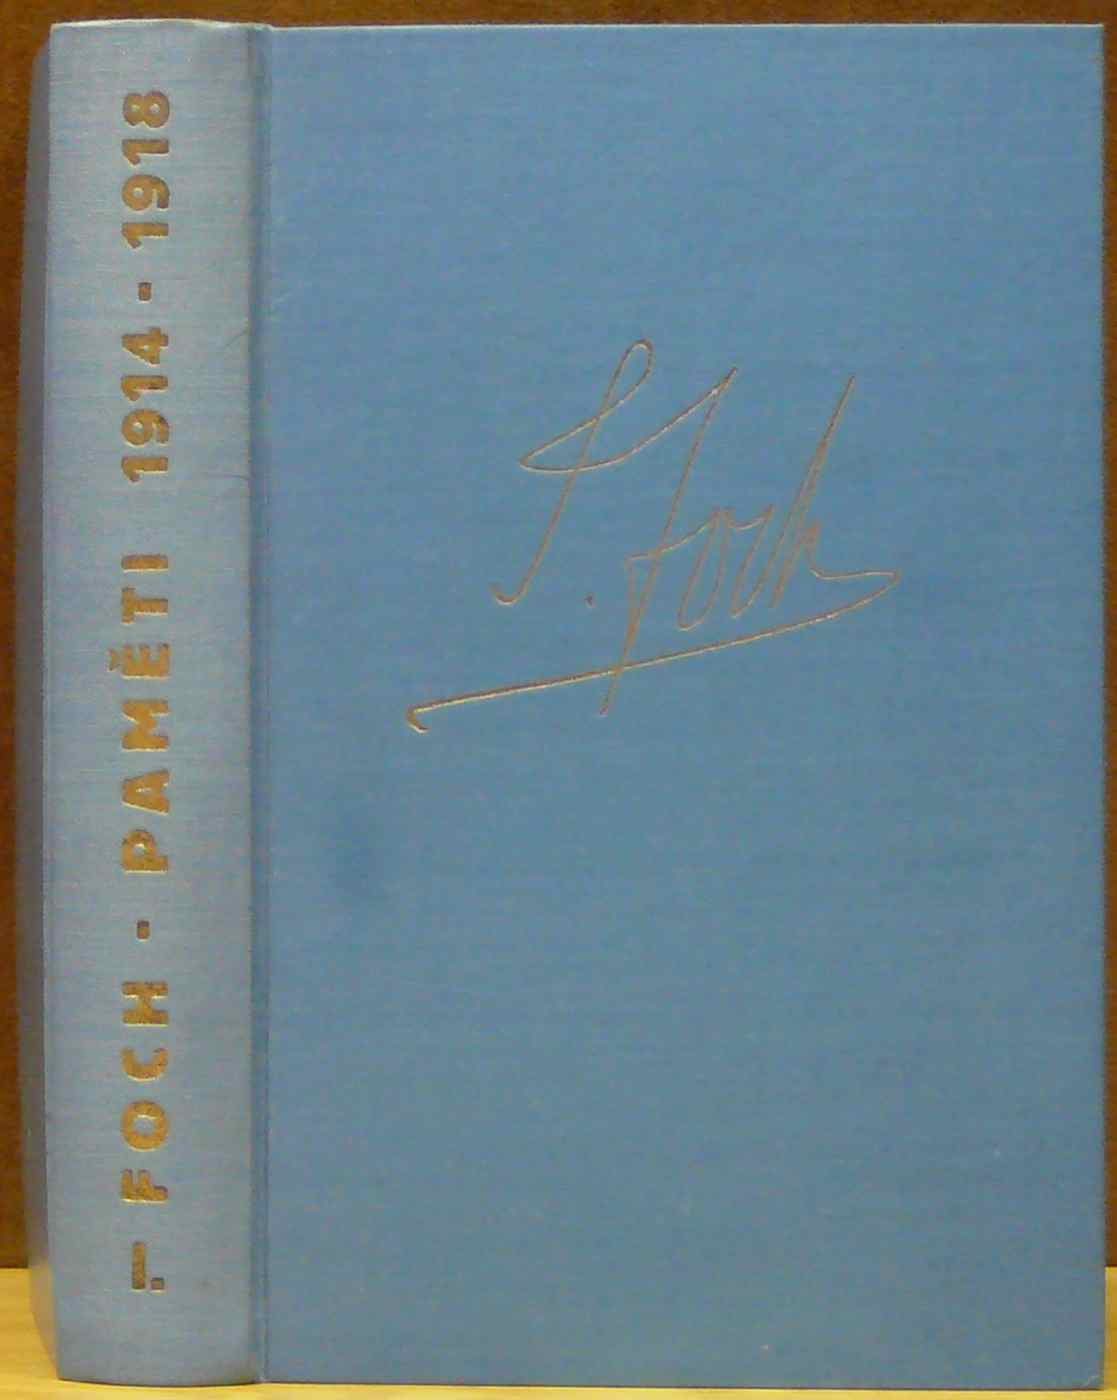 I. FOCH · PAMĚTI 1914 - 1918
F. Foch